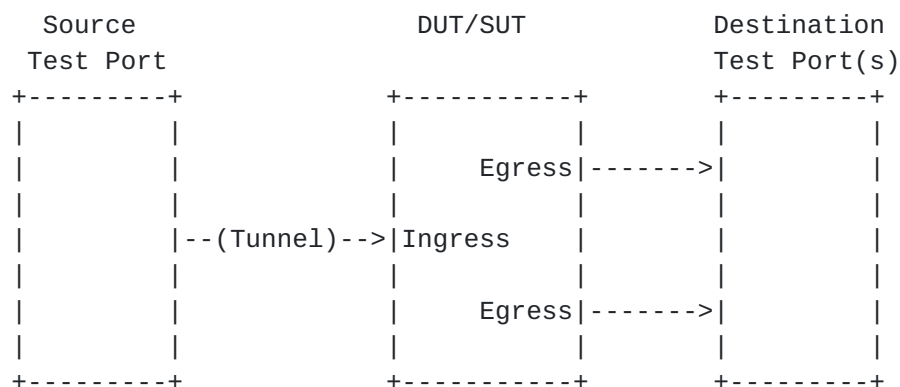 Source                 DUT/SUT            Destination
Test Port                                 Test Port(s)
+---------+            +-----------+       +---------+
|         |            |           |       |         |
|         |            |     Egress|------->|         |
|         |            |           |       |         |
|         |--(Tunnel)-->|Ingress    |       |         |
|         |            |           |       |         |
|         |            |     Egress|------->|         |
|         |            |           |       |         |
+---------+            +-----------+       +---------+